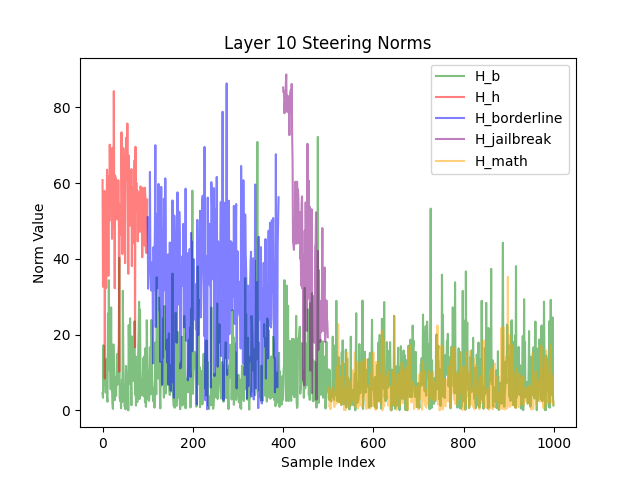 Layer 10 Steering Norms
H_b
H_h
H_borderline
H_jailbreak
H_math
Norm Value
80
60
40
20
0
0 200 400 600 800 1000
Sample Index